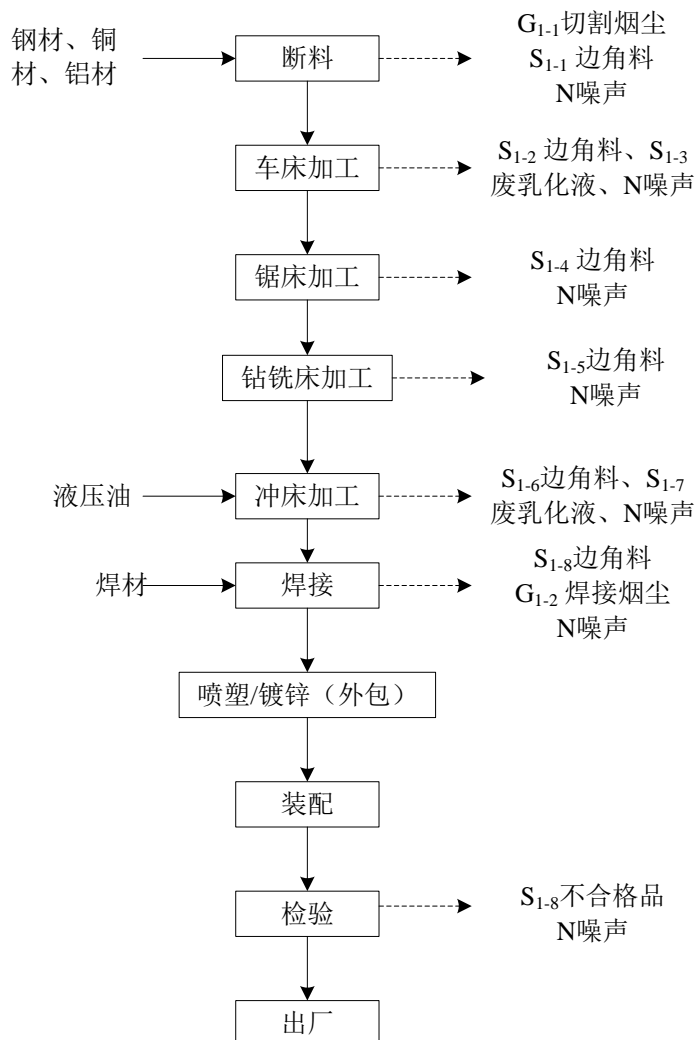 钢材、铜
材、铝材
断料
G1-1切割烟尘
S1-1 边角料
N噪声
车床加工
S1-2 边角料、S1-3
废乳化液、N噪声
锯床加工
S1-4 边角料
N噪声
钻铣床加工
S1-5边角料
N噪声
液压油
冲床加工
S1-6边角料、S1-7
废乳化液、N噪声
焊材
焊接
S1-8边角料
G1-2 焊接烟尘
N噪声
喷塑/镀锌（外包）
装配
检验
S1-8不合格品
N噪声
出厂